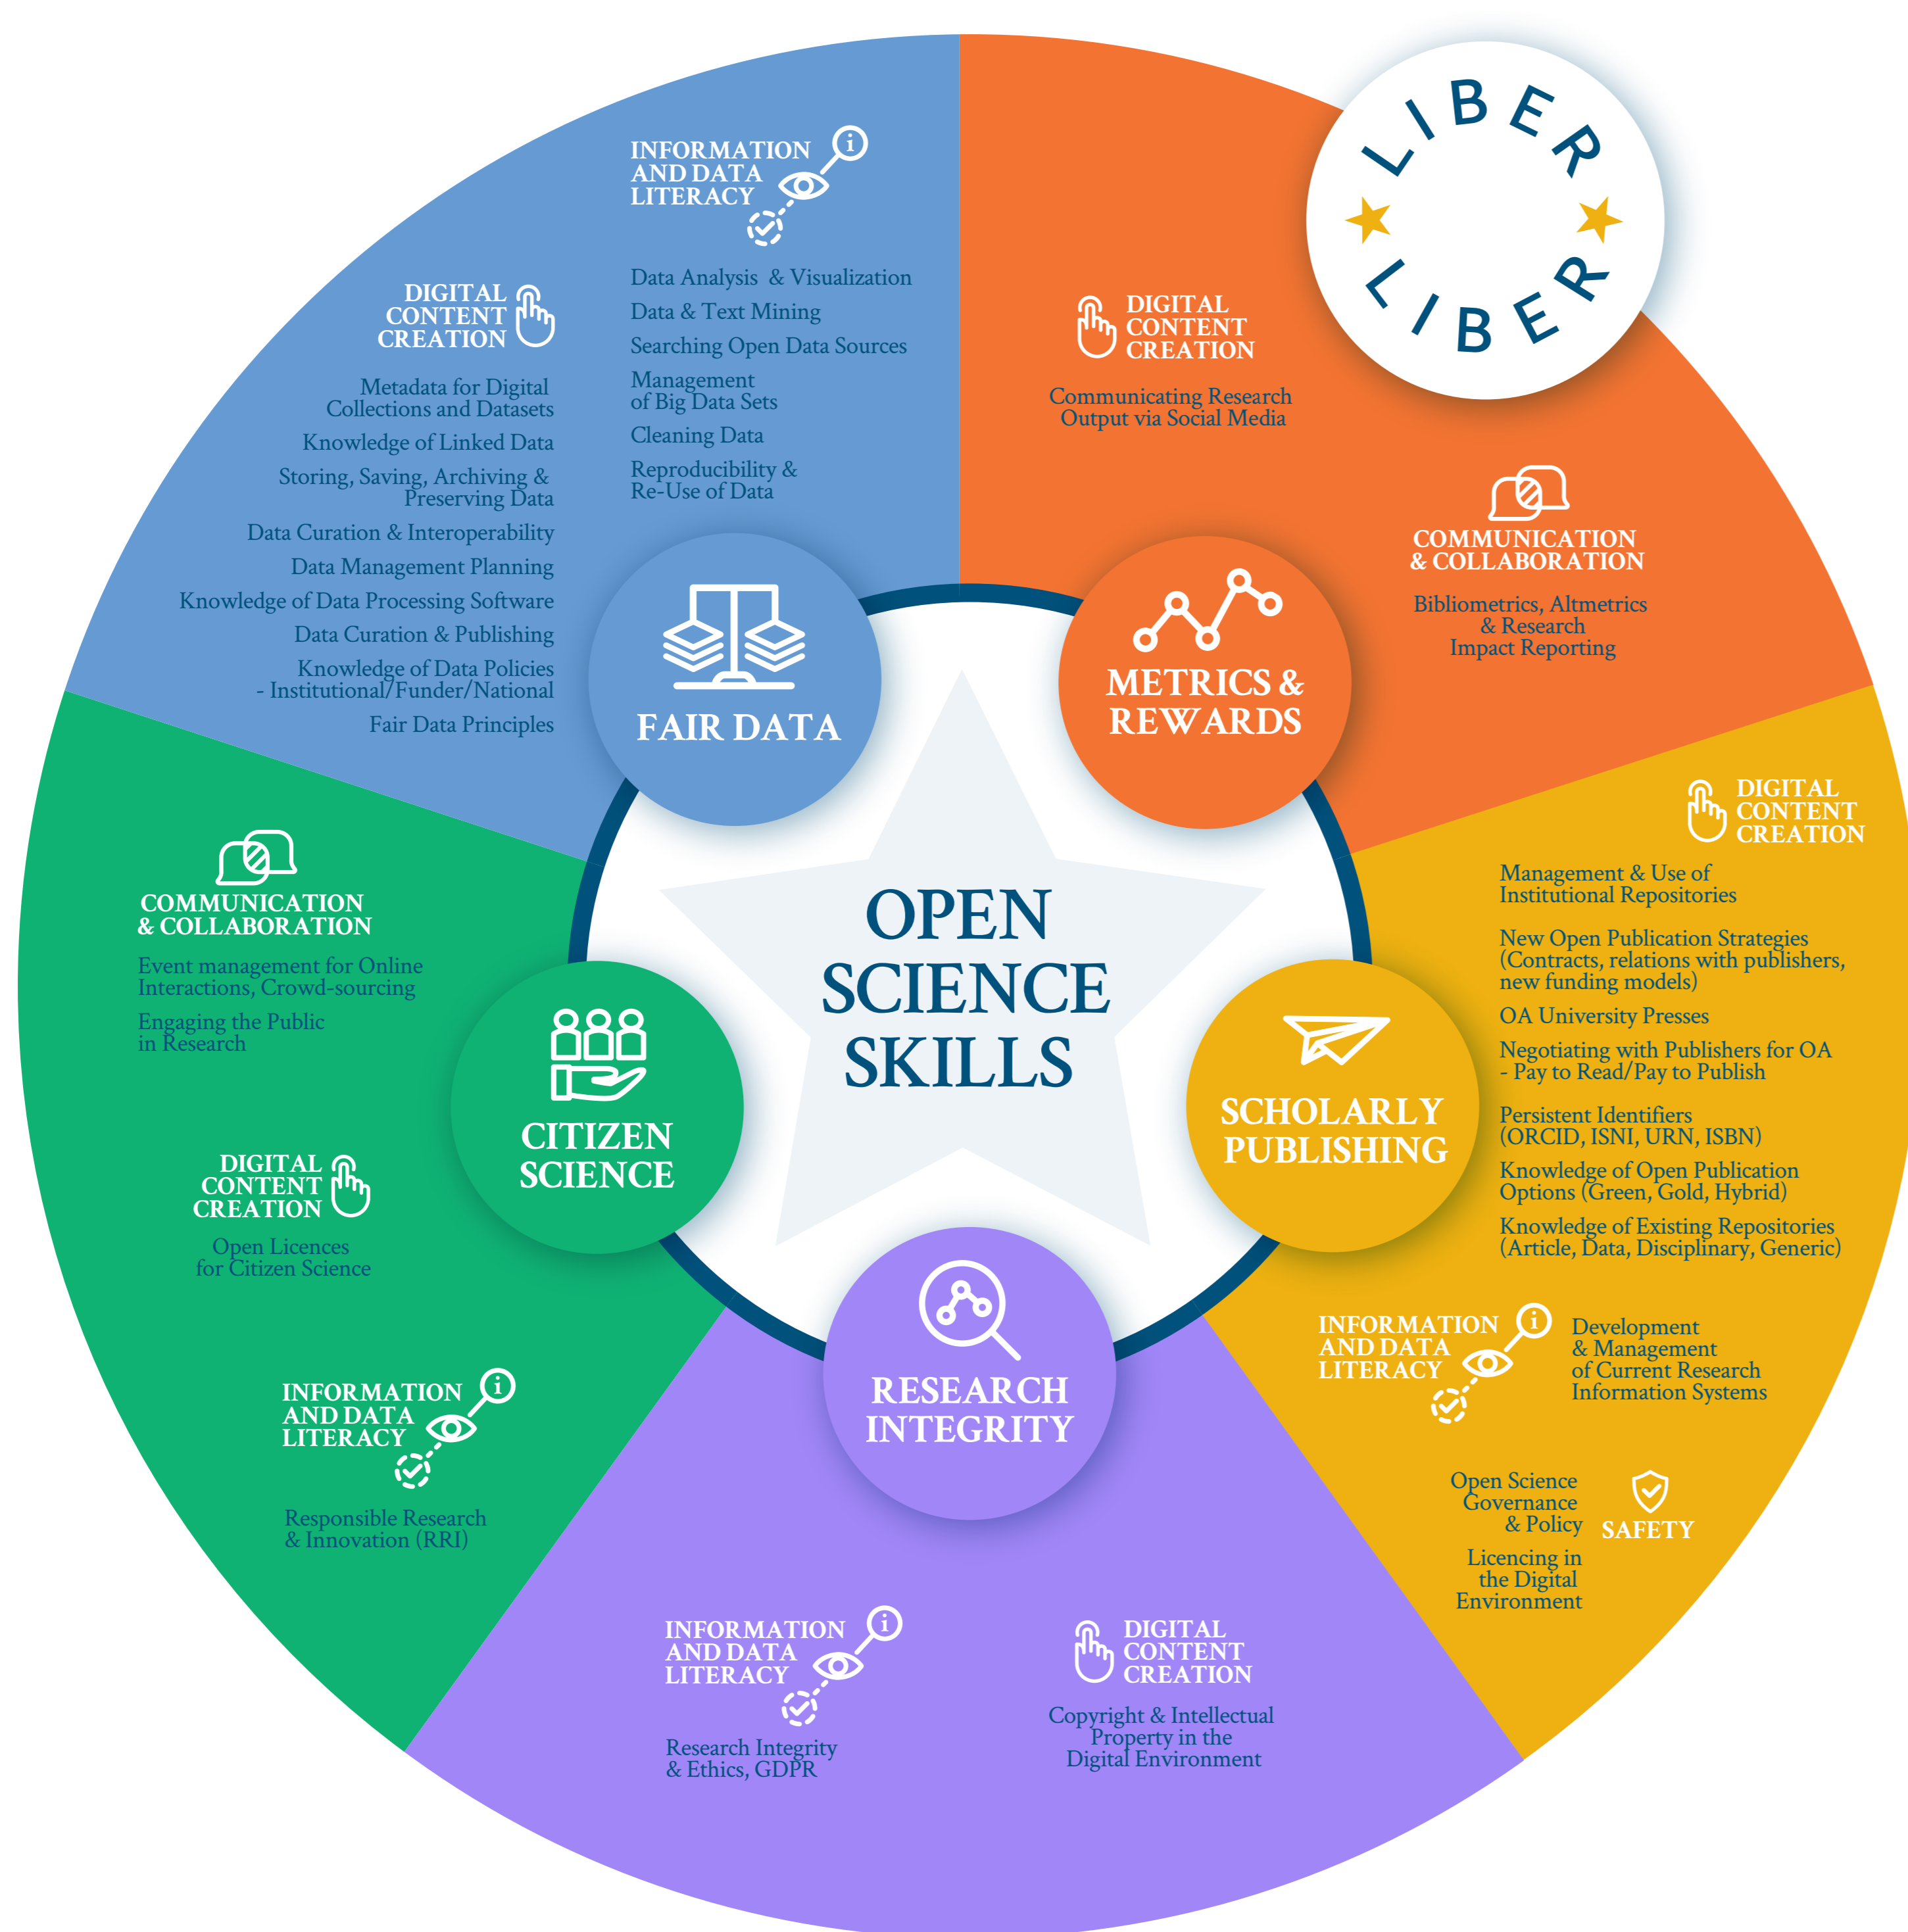 LIBER
LIBER
INFORMATION
AND DATA
LITERACY
i
Data Analysis & Visualization
Data & Text Mining
Searching Open Data Sources
Management
of Big Data Sets
Cleaning Data
Reproducibility &
Re-Use of Data
DIGITAL
CONTENT
CREATION
Metadata for Digital
Collections and Datasets
Knowledge of Linked Data
Storing, Saving, Archiving &
Preserving Data
Data Curation & Interoperability
Data Management Planning
Knowledge of Data Processing Software
Data Curation & Publishing
Knowledge of Data Policies
- Institutional/Funder/National
Fair Data Principles
FAIR DATA
DIGITAL
CONTENT
CREATION
Communicating Research
Output via Social Media
COMMUNICATION
& COLLABORATION
Bibliometrics, Altmetrics
& Research
Impact Reporting
METRICS &
REWARDS
DIGITAL
CONTENT
CREATION
Management & Use of
Institutional Repositories
New Open Publication Strategies
(Contracts, relations with publishers,
new funding models)
OA University Presses
Negotiating with Publishers for OA
- Pay to Read/Pay to Publish
Persistent Identifiers
(ORCID, ISNI, URN, ISBN)
Knowledge of Open Publication
Options (Green, Gold, Hybrid)
Knowledge of Existing Repositories
(Article, Data, Disciplinary, Generic)
INFORMATION
AND DATA
LITERACY
i
Development
& Management
of Current Research
Information Systems
Open Science
Governance
& Policy
Licencing in
the Digital
Environment
SAFETY
SCHOLARLY
PUBLISHING
OPEN
SCIENCE
SKILLS
COMMUNICATION
& COLLABORATION
Event management for Online
Interactions, Crowd-sourcing
Engaging the Public
in Research
DIGITAL
CONTENT
CREATION
Open Licences
for Citizen Science
INFORMATION
AND DATA
LITERACY
i
Responsible Research
& Innovation (RRI)
CITIZEN
SCIENCE
RESEARCH
INTEGRITY
INFORMATION
AND DATA
LITERACY
i
Research Integrity
& Ethics, GDPR
DIGITAL
CONTENT
CREATION
Copyright & Intellectual
Property in the
Digital Environment